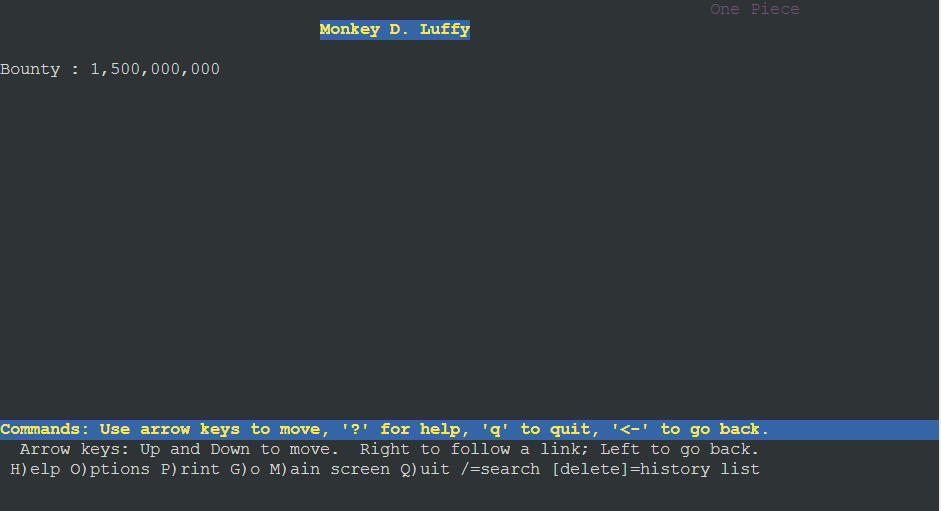 One Piece
Monkey D. Luffy
Bounty : 1,500,000,000
Commands: Use arrow keys to move, '?' for help, 'q' to quit, '<-' to go back.
Arrow keys: Up and Down to move.  Right to follow a link; Left to go back.
H)elp O)ptions P)rint G)o M)ain screen Q)uit /=search [delete]=history list